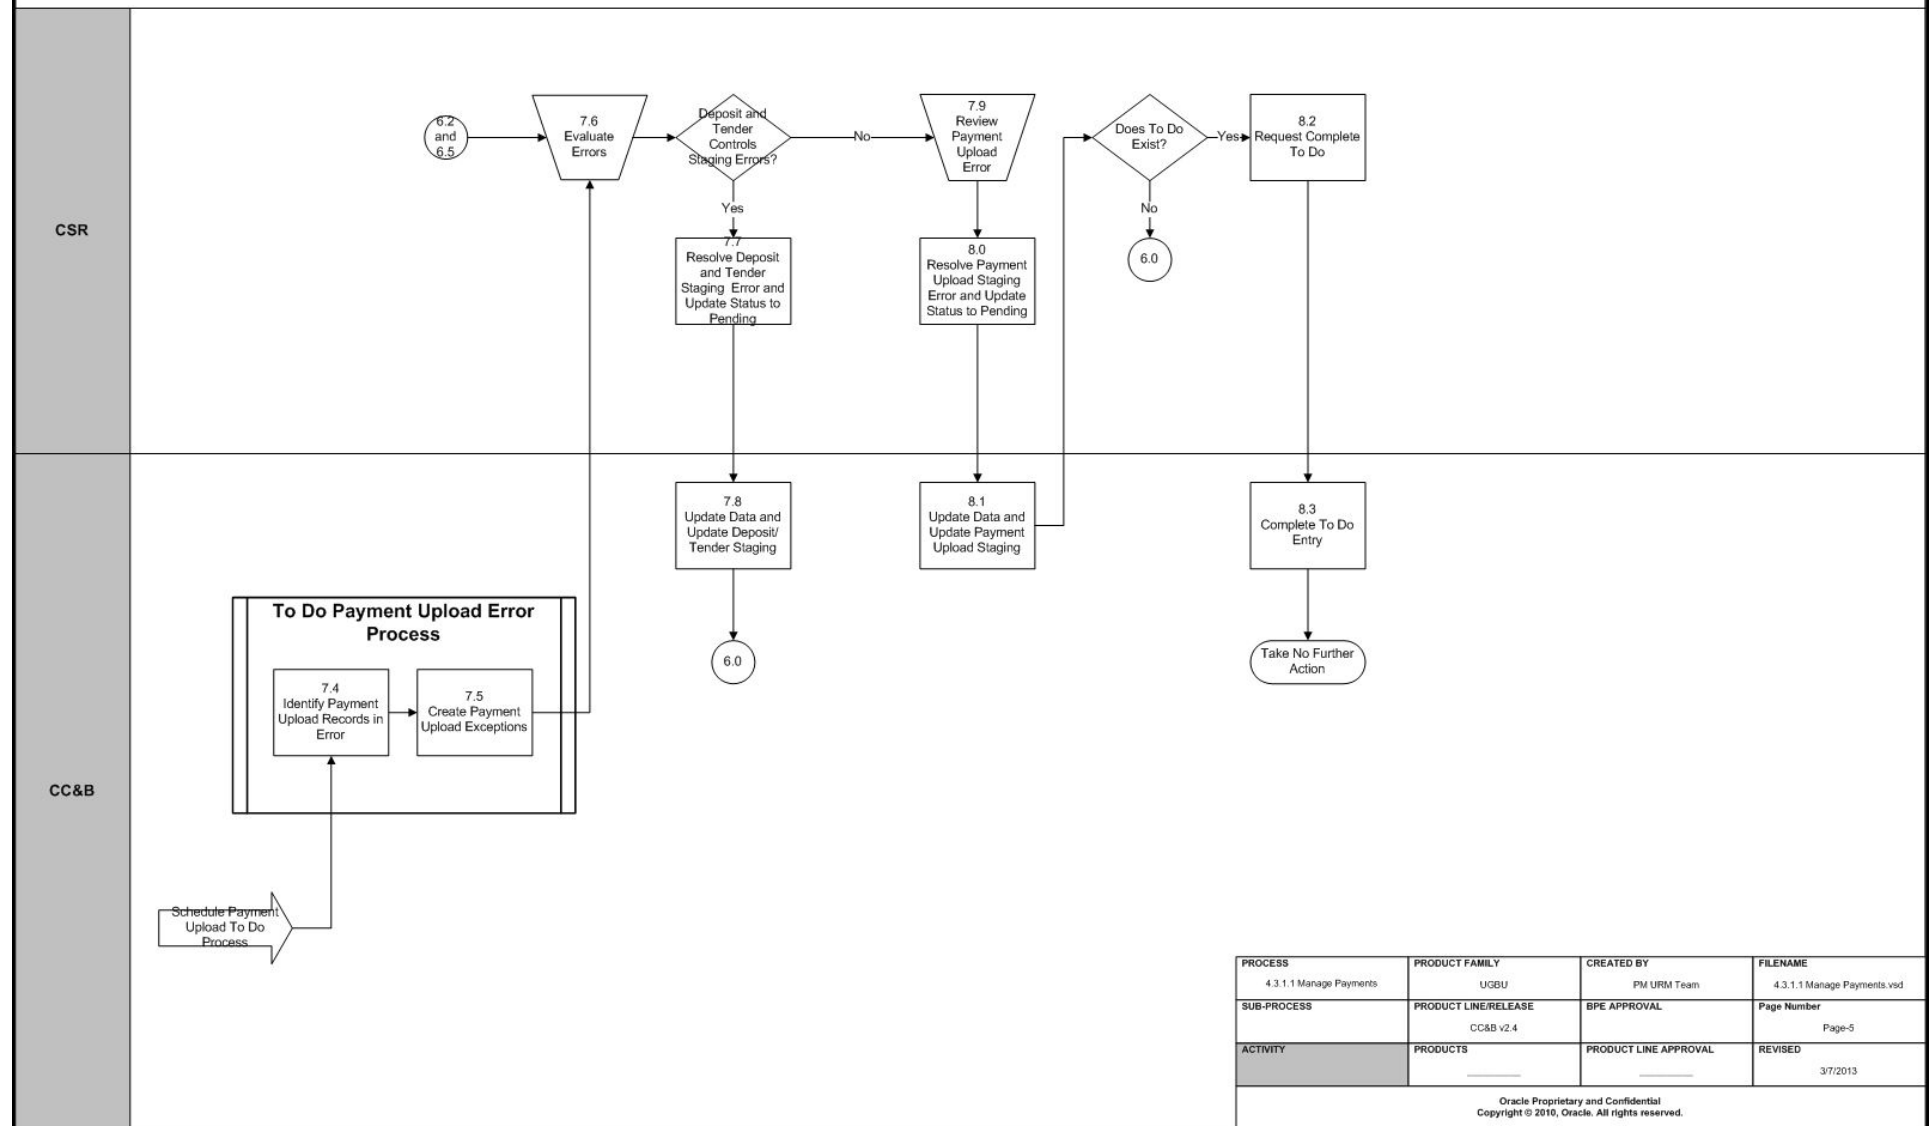 CSR
6.2
and
6.5
7.6
Evaluate
Errors
Deposit and
Tender
Controls
Staging Errors?
No
Yes
7.7
Resolve Deposit
and Tender
Staging Error and
Update Status to
Pending
7.9
Review
Payment
Upload
Error
8.0
Resolve Payment
Upload Staging
Error and Update
Status to Pending
Does To Do
Exist?
Yes
No
6.0
8.2
Request Complete
To Do
CC&B
7.8
Update Data and
Update Deposit/
Tender Staging
6.0
8.1
Update Data and
Update Payment
Upload Staging
8.3
Complete To Do
Entry
Take No Further
Action
To Do Payment Upload Error
Process
7.4
Identify Payment
Upload Records in
Error
7.5
Create Payment
Upload Exceptions
Schedule Payment
Upload To Do
Process
PROCESS
4.3.1.1 Manage Payments
PRODUCT FAMILY
UGBU
CREATED BY
PM URM Team
FILENAME
4.3.1.1 Manage Payments.vsd
SUB-PROCESS
PRODUCT LINE/RELEASE
CC&B v2.4
BPE APPROVAL
Page Number
Page-5
ACTIVITY
PRODUCTS
PRODUCT LINE APPROVAL
REVISED
3/7/2013
Oracle Proprietary and Confidential
Copyright © 2010, Oracle. All rights reserved.